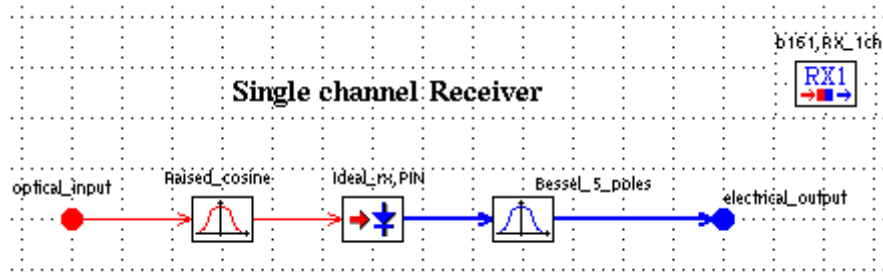 b161,RX_1ch
RX1
Single channel Receiver
optical_input
Raised_cosine
Ideal_rx,PIN
Bessel_5_poles
electrical_output